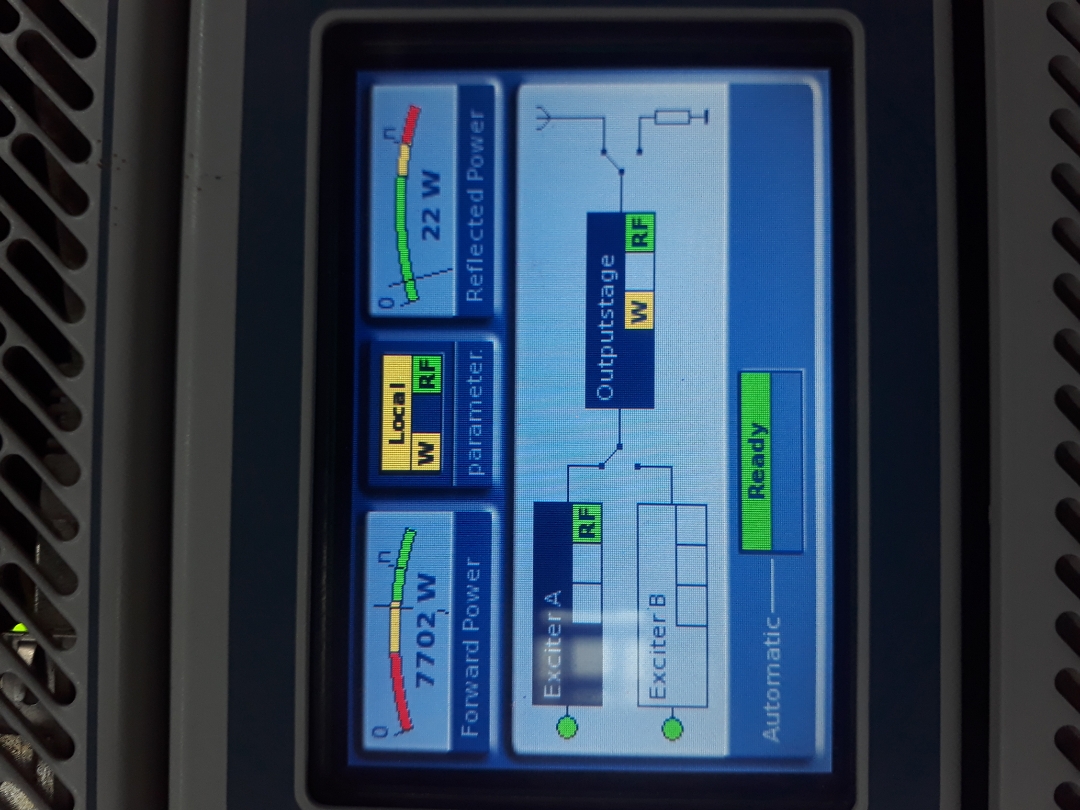 0
n
7702 W
Forward Power
Local
W
RF
parameter.
0
n
22 W
Reflected Power
Exciter A
RF
Exciter B
Outputstage
W
RF
Automatic
Ready